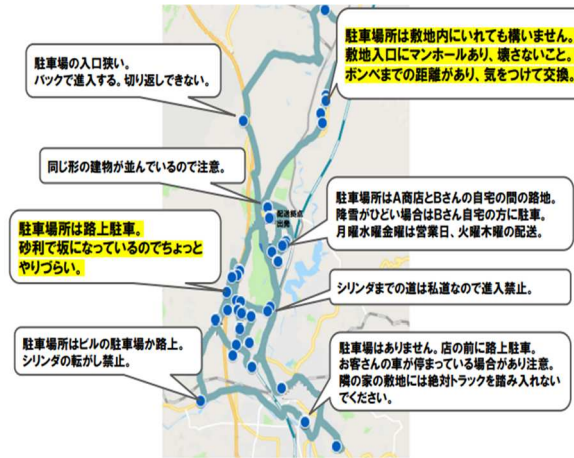 駐車場の入口狭い。
バックで進入する。切り返しできない。
駐車場所は敷地内にいれても構いません。
敷地入口にマンホールあり、壊さないこと。
ボンベまでの距離があり、気をつけて交換。
同じ形の建物が並んでいるので注意。
配送拠点
出発
駐車場所はA商店とBさんの自宅の間の路地。
降雪がひどい場合はBさん自宅の方に駐車。
月曜水曜金曜は営業日、火曜木曜の配送。
駐車場所は路上駐車。
砂利で坂になっているのでちょっと
やりづらい。
シリンダまでの道は私道なので進入禁止。
駐車場所はビルの駐車場か路上。
シリンダの転がし禁止。
駐車場はありません。店の前に路上駐車。
お客さんの車が停まっている場合があり注意。
隣の家の敷地には絶対トラックを踏み入れない
でください。